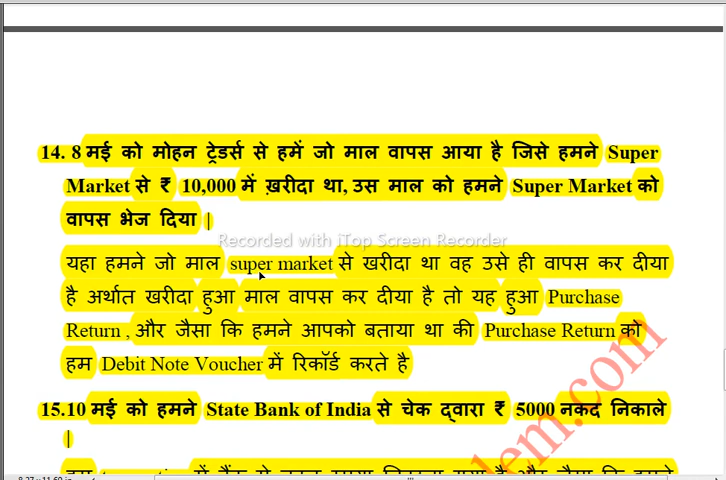 14. 8 मई को मोहन ट्रेडर्स से हमें जो माल वापस आया है जिसे हमने Super
Market से ₹ 10,000 में ख़रीदा था, उस माल को हमने Super Market को
वापस भेज दिया |
Recorded with iTop Screen Recorder
यहा हमने जो माल super market से खरीदा था वह उसे ही वापस कर दीया
है अर्थात खरीदा हुआ माल वापस कर दीया है तो यह हुआ Purchase
Return , और जैसा कि हमने आपको बताया था की Purchase Return को
हम Debit Note Voucher में रिकॉर्ड करते है
15.10 मई को हमने State Bank of India से चेक द्वारा ₹ 5000 नकद निकाले
|
lem.com